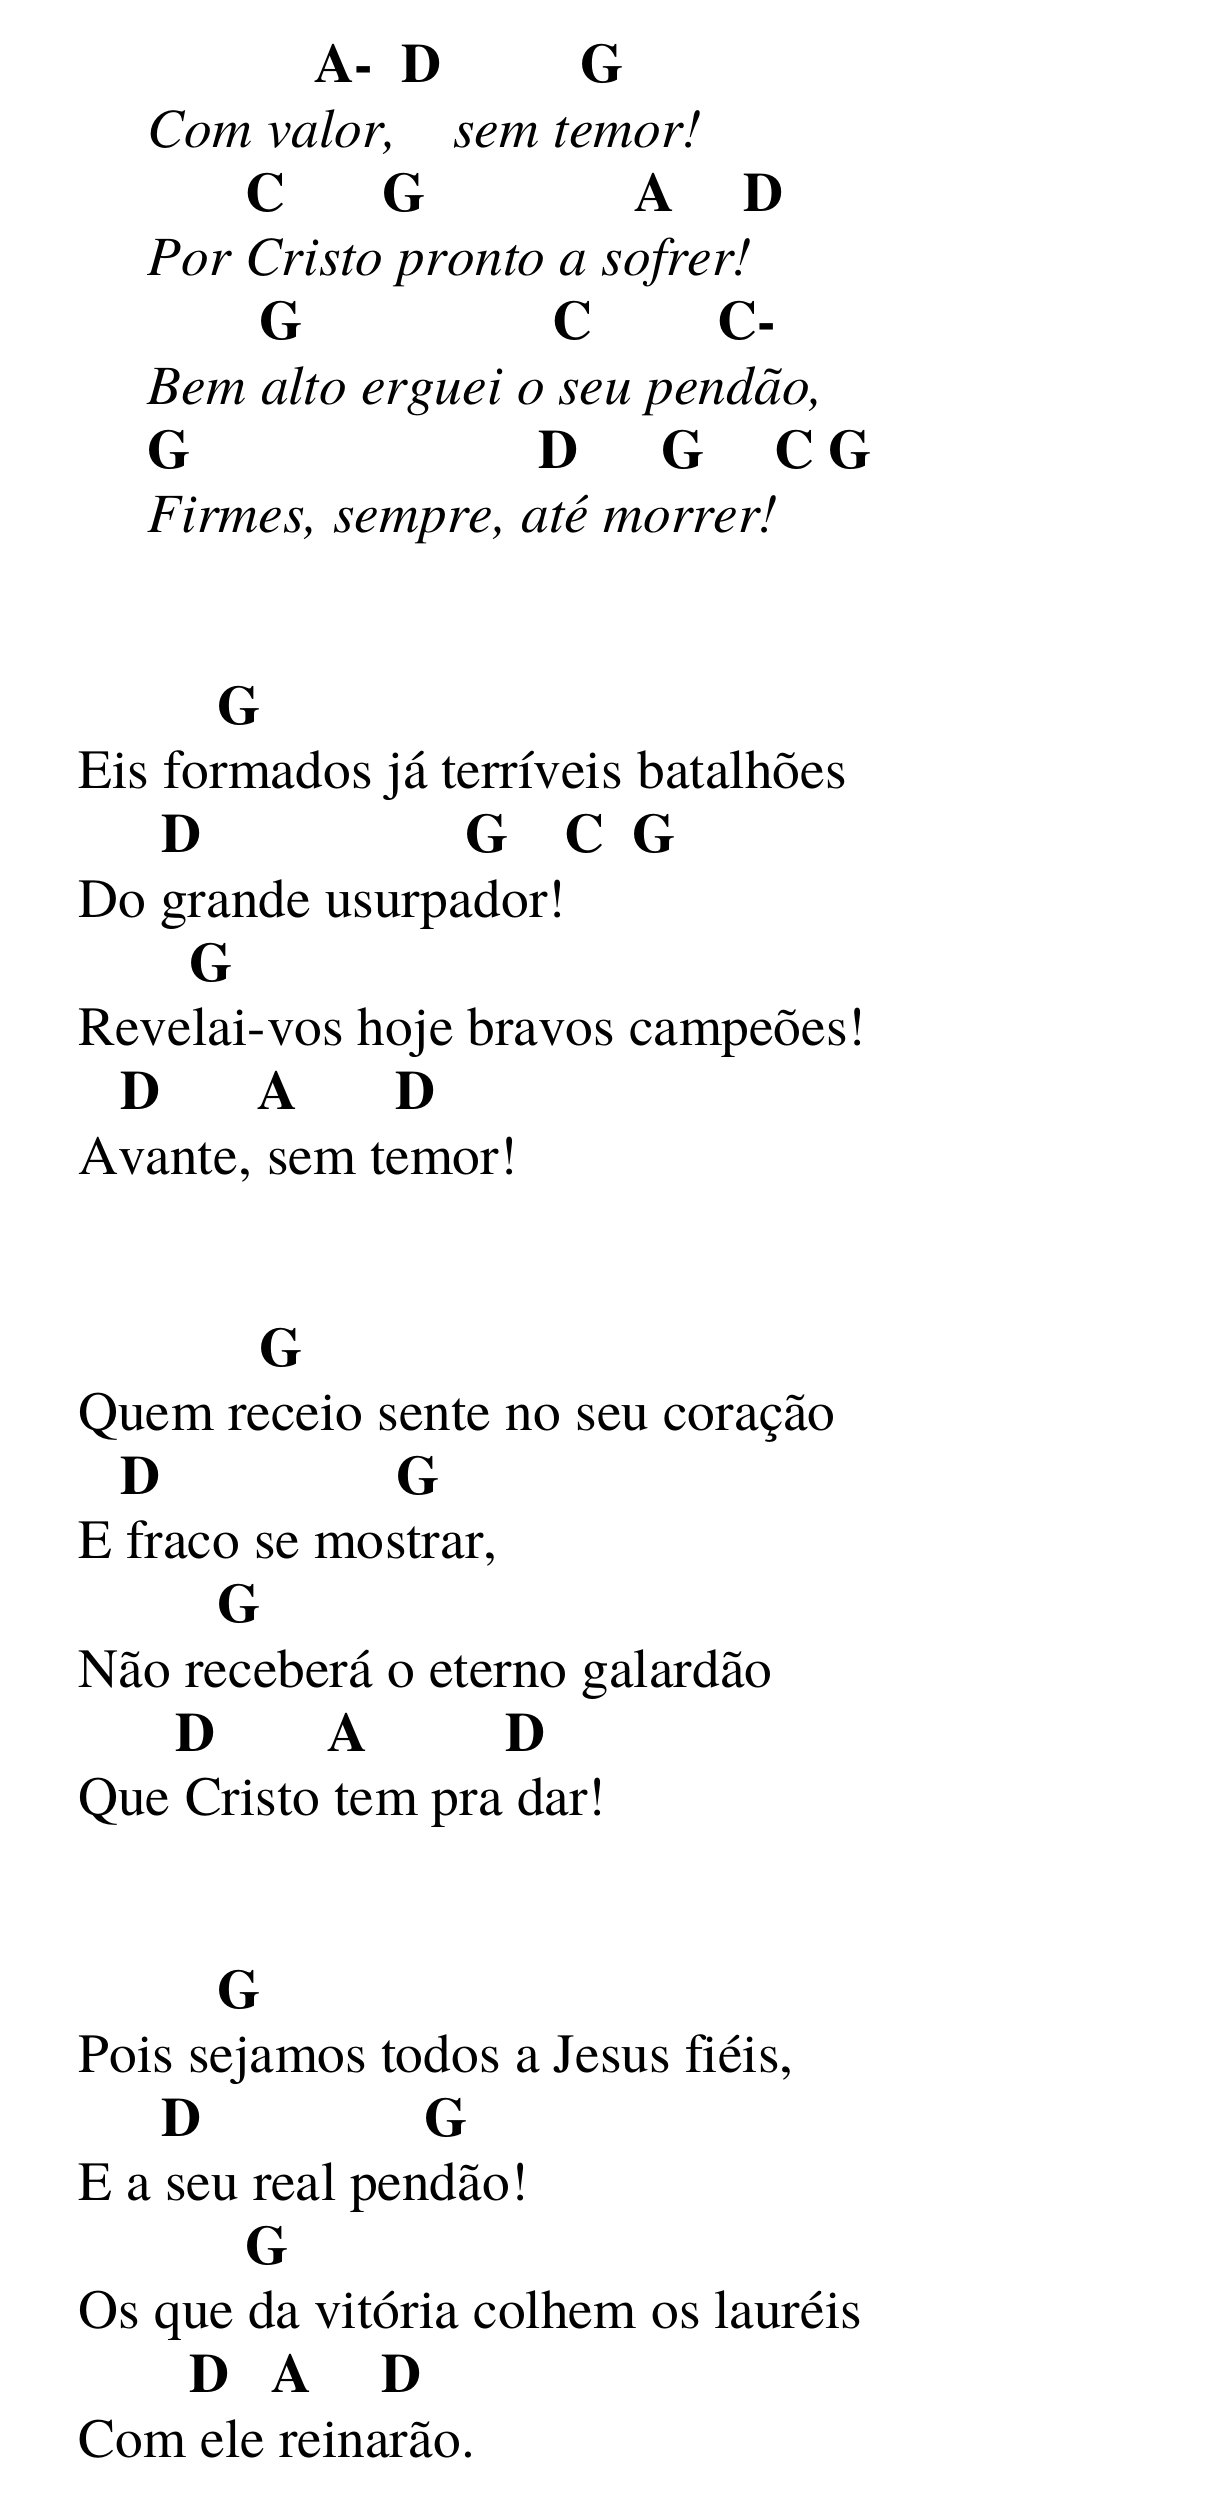 A- D G
Com valor, sem temor!
C G A D
Por Cristo pronto a sofrer!
G C C-
Bem alto erguei o seu pendão,
G D G C G
Firmes, sempre, até morrer!
G
Eis formados já terríveis batalhões
D G C G
Do grande usurpador!
G
Revelai-vos hoje bravos campeões!
D A D
Avante, sem temor!
G
Quem receio sente no seu coração
D G
E fraco se mostrar,
G
Não receberá o eterno galardão
D A D
Que Cristo tem pra dar!
G
Pois sejamos todos a Jesus fiéis,
D G
E a seu real pendão!
G
Os que da vitória colhem os lauréis
D A D
Com ele reinarão.